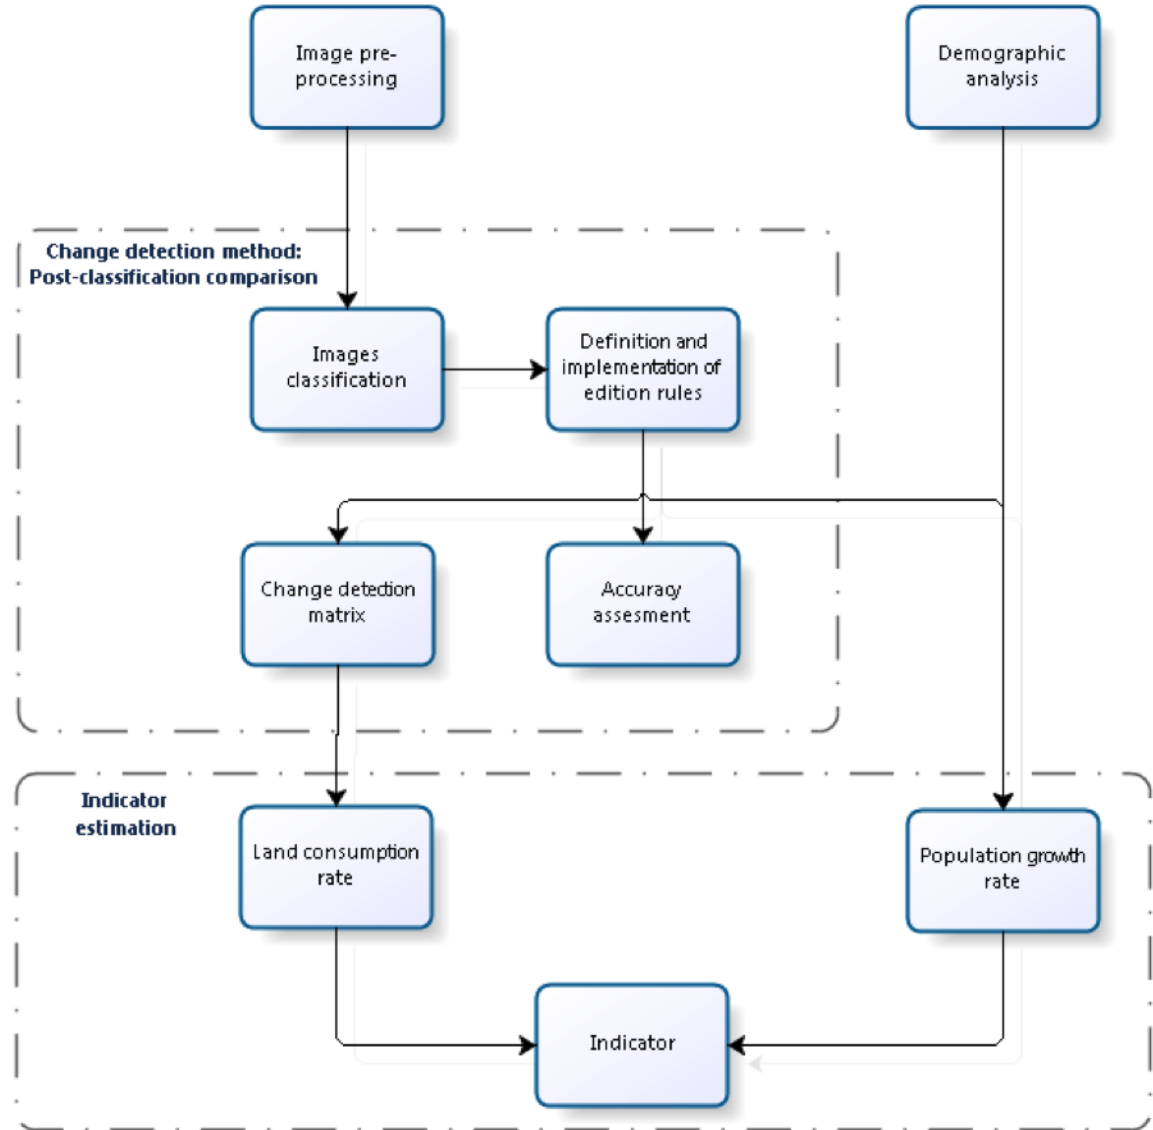 Image pre-
processing
Demographic
analysis
Change detection method:
Post-classification comparison
Images
classification
Definition and
implementation of
edition rules
Change detection
matrix
Accuracy
assesment
Indicator
estimation
Land consumption
rate
Population growth
rate
Indicator